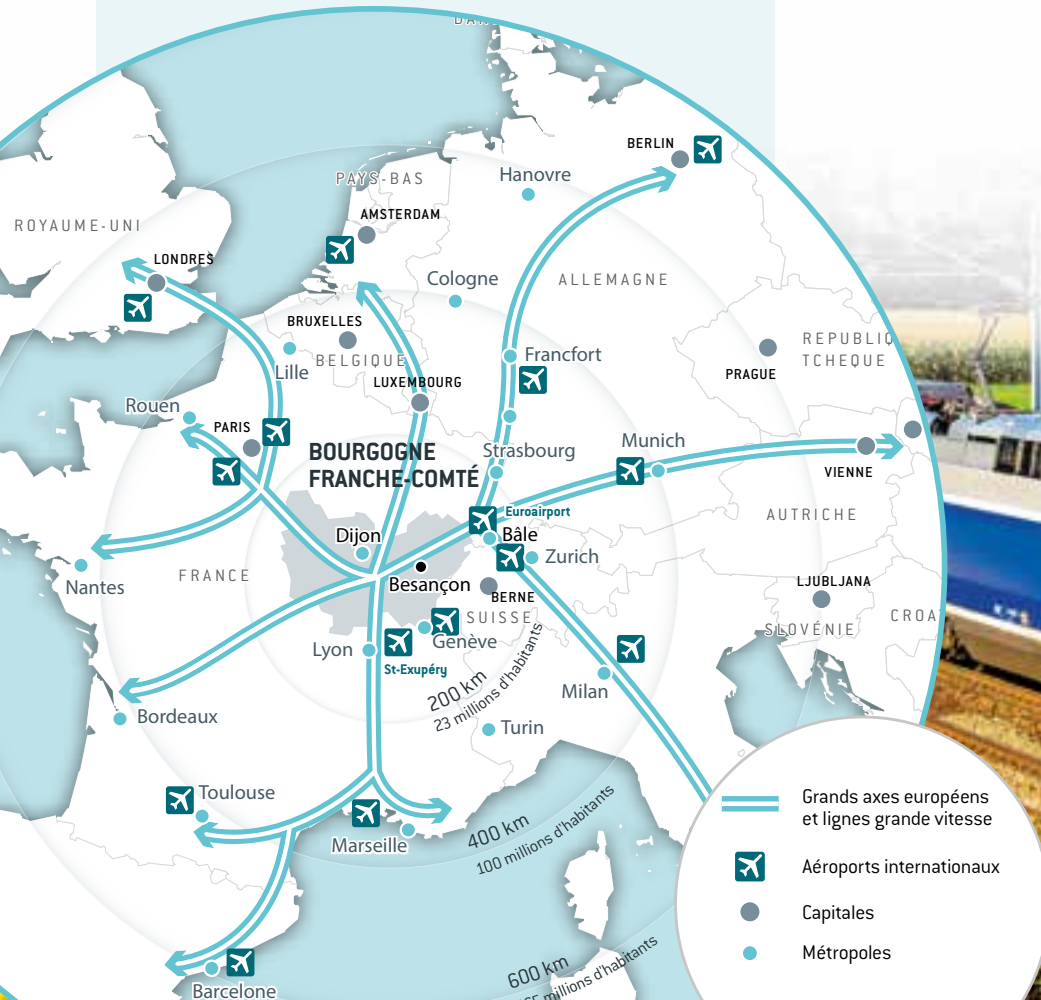 ROYAUME-UNI
PAYS-BAS
Hanovre
BERLIN
AMSTERDAM
LONDRES
Cologne
ALLEMAGNE
BRUXELLES
BELGIQUE
Lille
LUXEMBOURG
Francfort
PRAGUE
REPUBLIQ
TCHEQUE
Rouen
PARIS
BOURGOGNE
FRANCHE-COMTÉ
Strasbourg
Munich
VIENNE
Euroairport
AUTRICHE
Dijon
Bâle
Zurich
Nantes
FRANCE
Besançon
BERNE
SUISSE
LJUBLJANA
SLOVÉNIE
CROA
Lyon
Genève
St-Exupéry
200 km
23 millions d'habitants
Milan
Bordeaux
Turin
Toulouse
Marseille
400 km
100 millions d'habitants
600 km
millions d'habitants
Barcelone
Grands axes européens
et lignes grande vitesse
Aéroports internationaux
Capitales
Métropoles